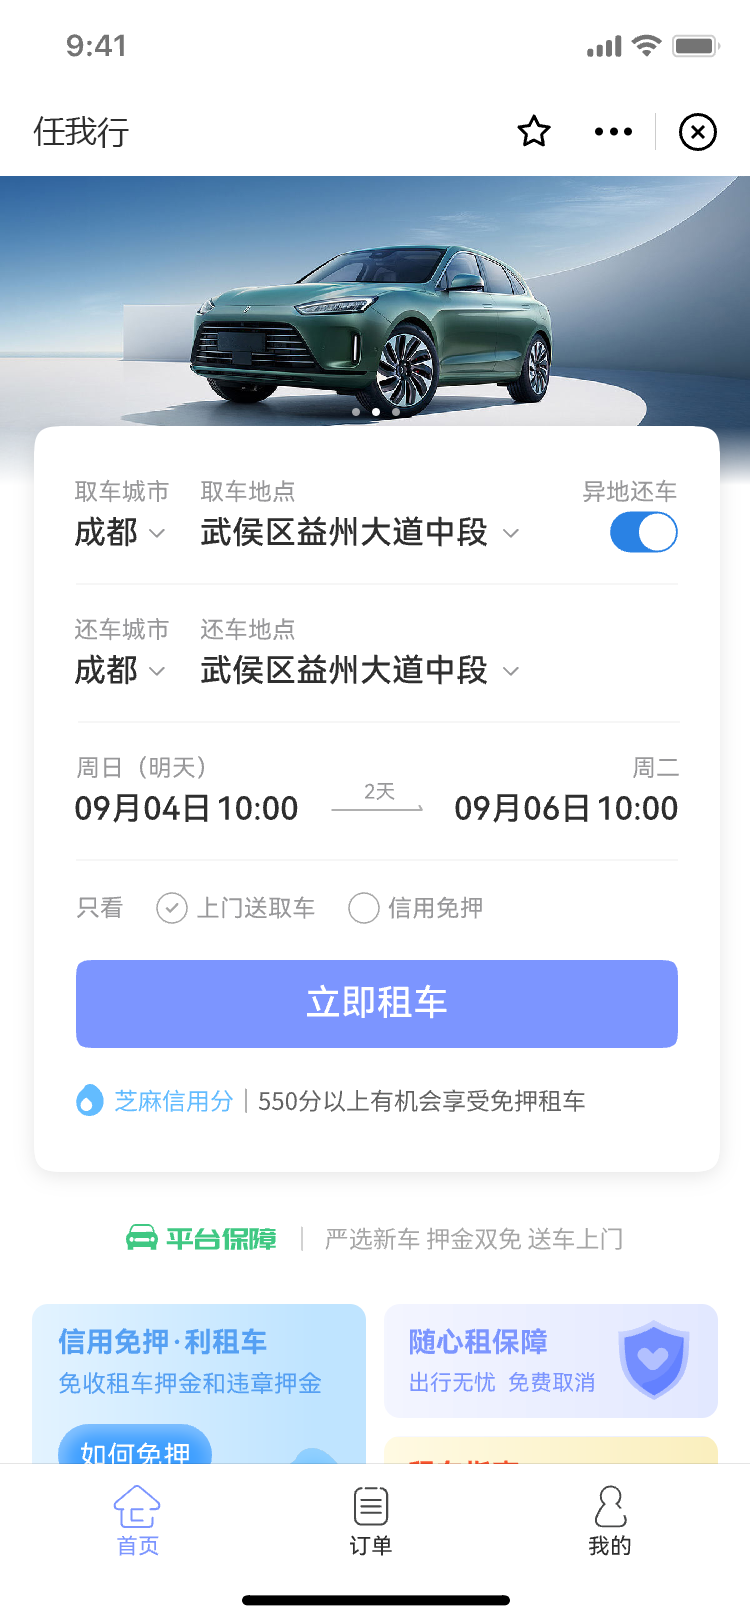 9:41
任我行
取车城市 取车地点 异地还车
成都 武侯区益州大道中段
还车城市 还车地点
成都 武侯区益州大道中段
周日（明天） 周二
09月04日10:00 2天 09月06日10:00
只看 上门送取车 信用免押
立即租车
芝麻信用分 | 550分以上有机会享受免押租车
平台保障 | 严选新车 押金双免 送车上门
信用免押·利租车
免收租车押金和违章押金
如何免押
随心租保障
出行无忧 免费取消
首页 订单 我的